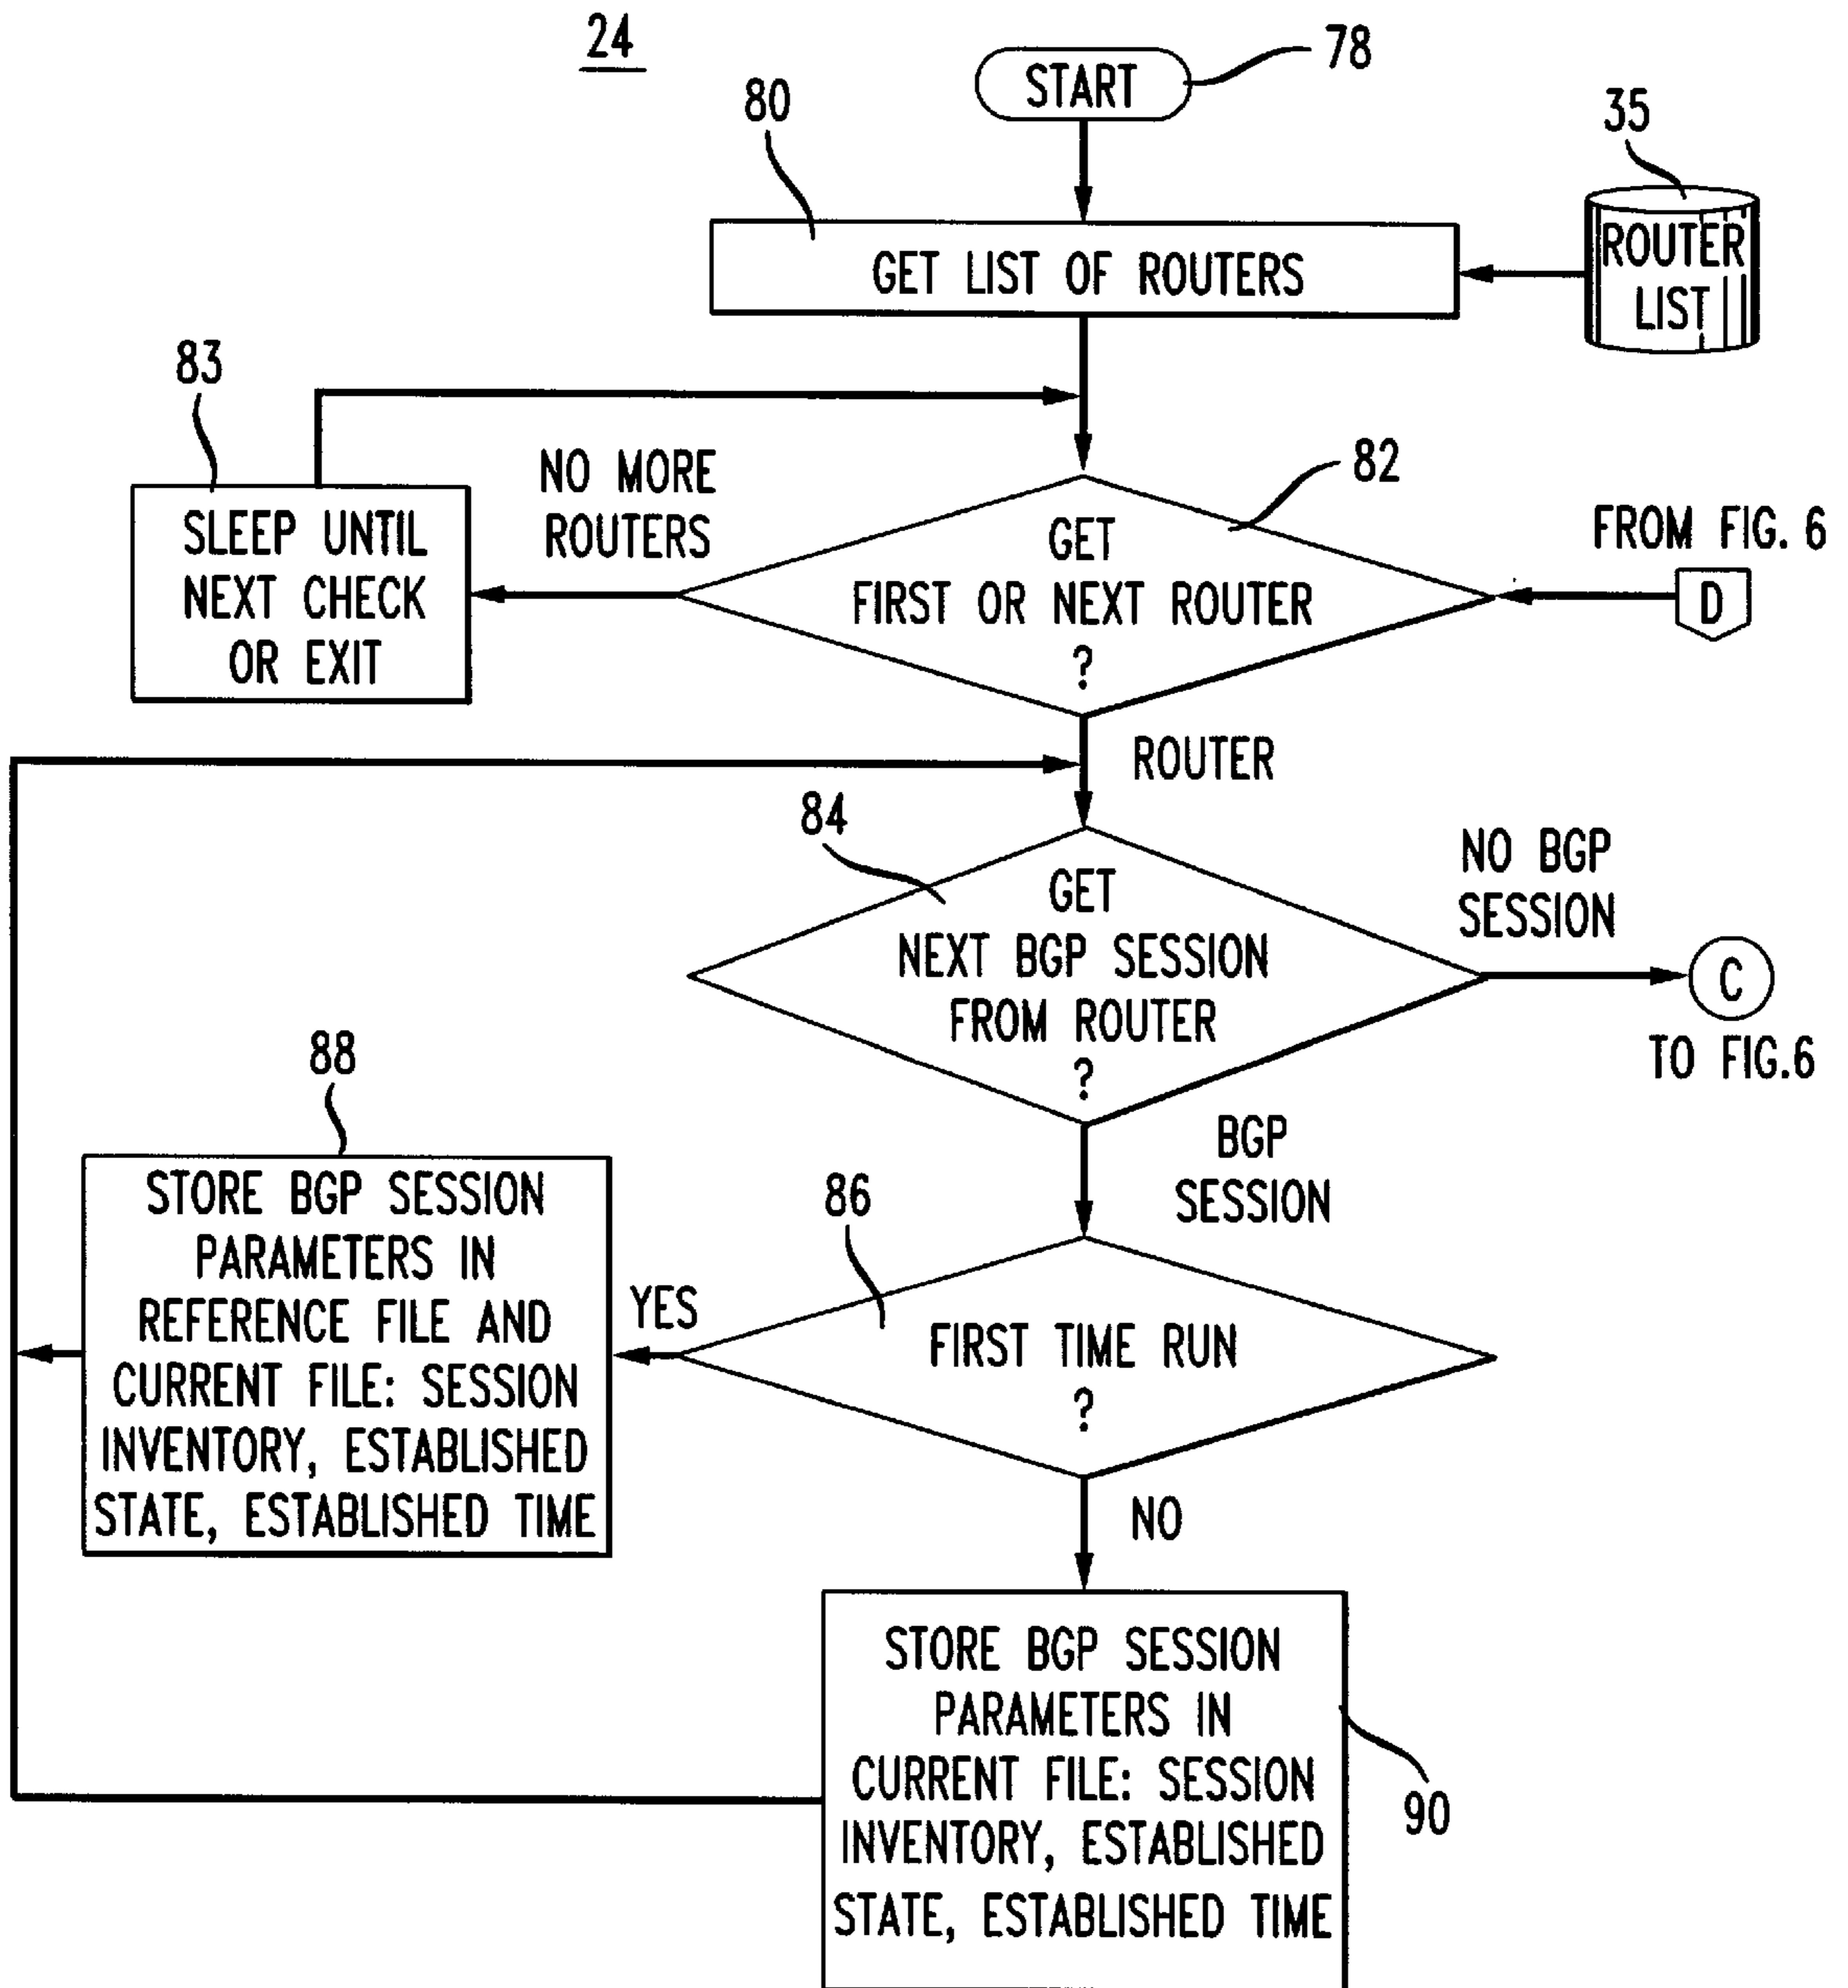 24
START
78
80
35
GET LIST OF ROUTERS
ROUTER
LIST
83
NO MORE
ROUTERS
82
SLEEP UNTIL
NEXT CHECK
OR EXIT
GET
FIRST OR NEXT ROUTER
?
FROM FIG. 6
D
ROUTER
84
GET
NEXT BGP SESSION
FROM ROUTER
?
NO BGP
SESSION
C
TO FIG.6
88
BGP
SESSION
STORE BGP SESSION
PARAMETERS IN
REFERENCE FILE AND
CURRENT FILE: SESSION
INVENTORY, ESTABLISHED
STATE, ESTABLISHED TIME
86
YES
FIRST TIME RUN
?
NO
STORE BGP SESSION
PARAMETERS IN
CURRENT FILE: SESSION
INVENTORY, ESTABLISHED
STATE, ESTABLISHED TIME
90